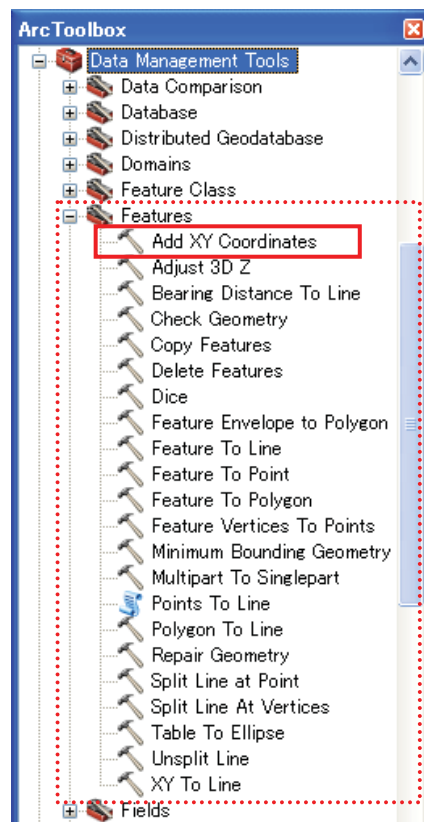 ArcToolbox
Data Management Tools
Data Comparison
Database
Distributed Geodatabase
Domains
Feature Class
Features
Add XY Coordinates
Adjust 3D Z
Bearing Distance To Line
Check Geometry
Copy Features
Delete Features
Dice
Feature Envelope to Polygon
Feature To Line
Feature To Point
Feature To Polygon
Feature Vertices To Points
Minimum Bounding Geometry
Multipart To Singlepart
Points To Line
Polygon To Line
Repair Geometry
Split Line at Point
Split Line At Vertices
Table To Ellipse
Unsplit Line
XY To Line
Fields